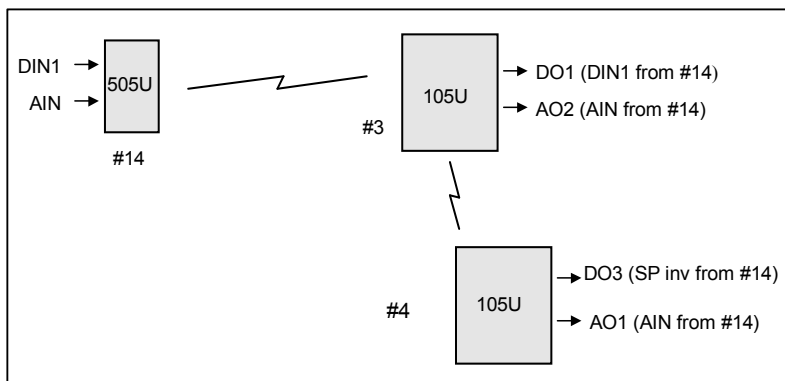 DIN1
AIN
505U
#14
105U
#3
DO1 (DIN1 from #14)
AO2 (AIN from #14)
105U
#4
DO3 (SP inv from #14)
AO1 (AIN from #14)